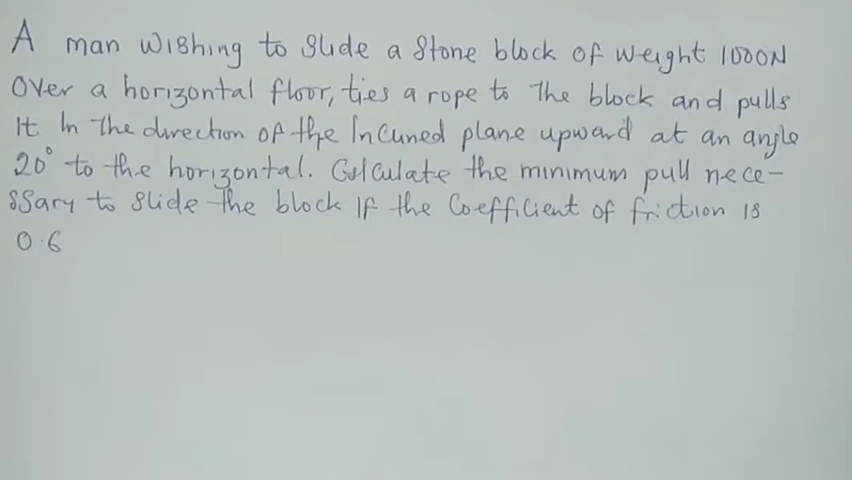 A man wishing to slide a stone block of weight 1000N
over a horizontal floor, ties a rope to the block and pulls
It In the direction of the Incuned plane upward at an angle
20° to the horizontal. Calculate the minimum pull nece-
ssary to slide the block If the coefficient of friction is
0.6